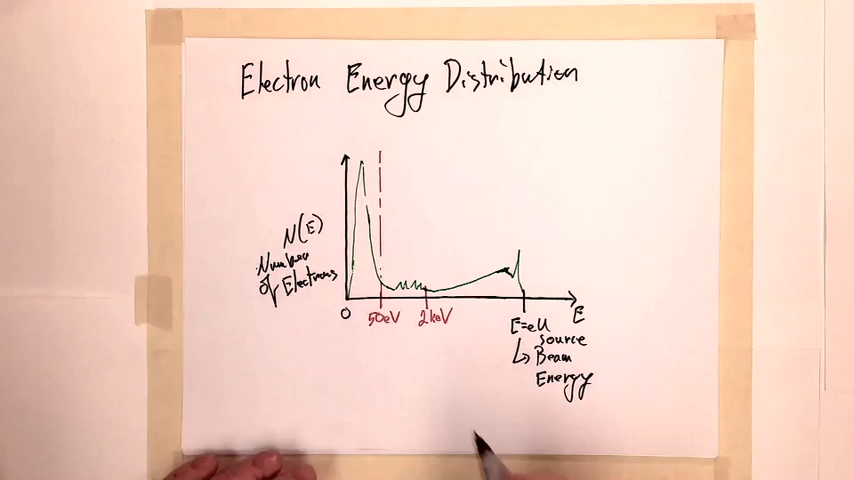 Electron Energy Distribution
N(E)
Number
of Electrons
0
50eV
2keV
E
E=eU
source
↳ Beam
Energy